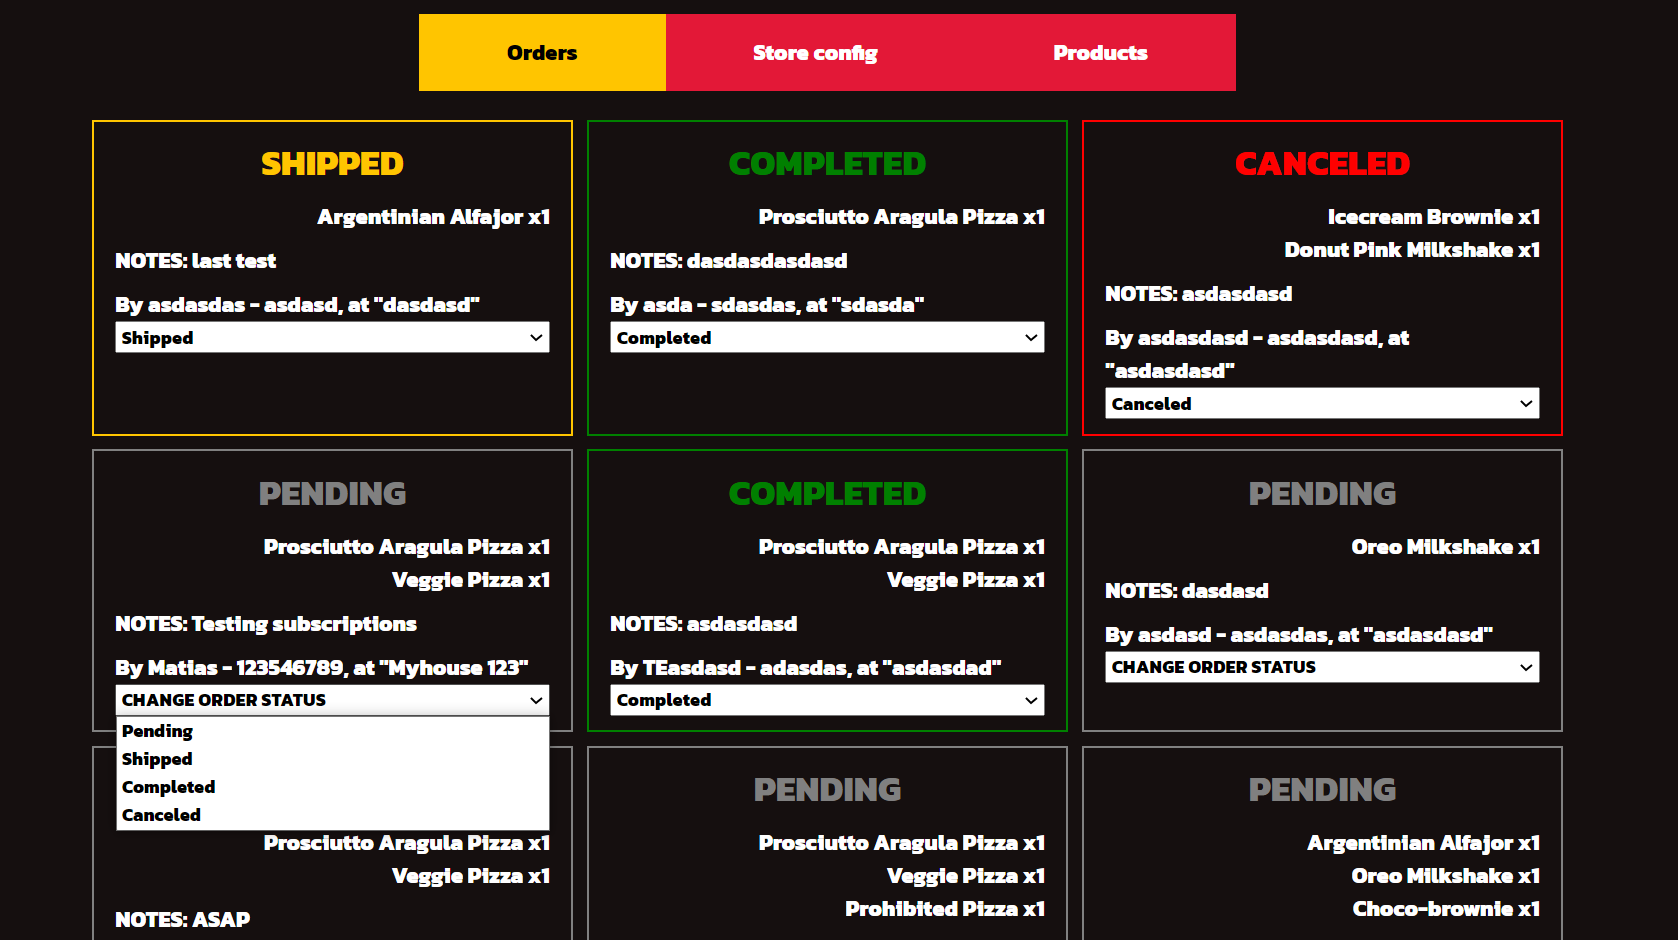 Orders
Store config
Products
SHIPPED
Argentinian Alfajor x1
NOTES: last test
By asdasdas - asdasd, at "dasdasd"
Shipped
COMPLETED
Prosciutto Aragula Pizza x1
NOTES: dasdasdasdasd
By asda - sdasdas, at "sdasda"
Completed
CANCELED
Icecream Brownie x1
Donut Pink Milkshake x1
NOTES: asdasdasd
By asdasdasd - asdasdasd, at
"asdasdasd"
Canceled
PENDING
Prosciutto Aragula Pizza x1
Veggie Pizza x1
NOTES: Testing subscriptions
By Matias - 123546789, at "Myhouse 123"
CHANGE ORDER STATUS
Pending
Shipped
Completed
Canceled
COMPLETED
Prosciutto Aragula Pizza x1
Veggie Pizza x1
NOTES: asdasdasd
By TEasdasd - adasdas, at "asdasdad"
Completed
PENDING
Oreo Milkshake x1
NOTES: dasdasd
By asdasd - asdasdas, at "asdasdasd"
CHANGE ORDER STATUS
Prosciutto Aragula Pizza x1
Veggie Pizza x1
NOTES: ASAP
PENDING
Prosciutto Aragula Pizza x1
Veggie Pizza x1
Prohibited Pizza x1
PENDING
Argentinian Alfajor x1
Oreo Milkshake x1
Choco-brownie x1